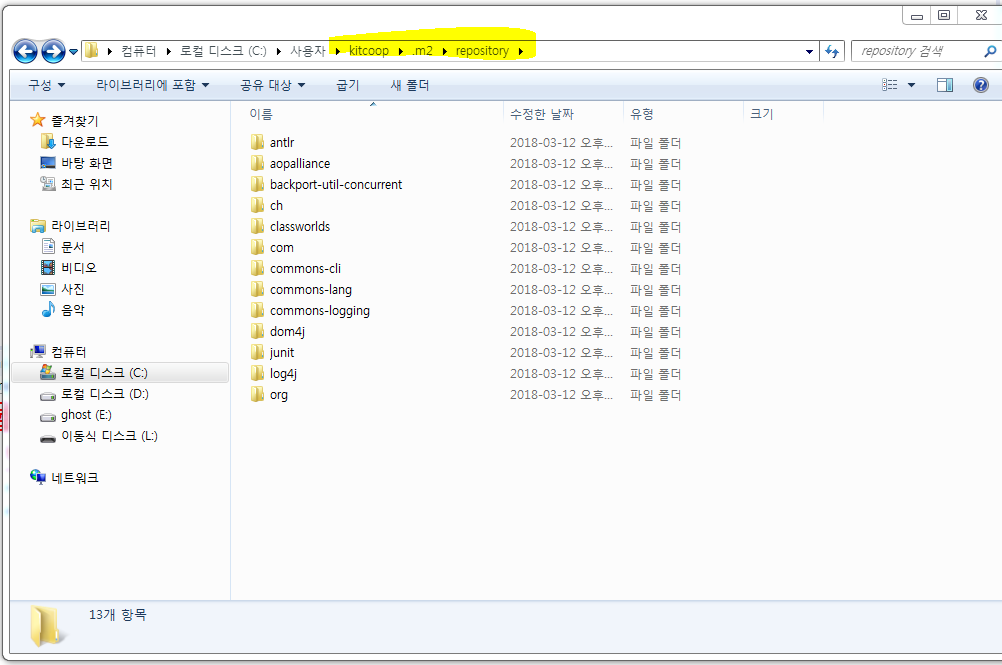 컴퓨터 ▸ 로컬 디스크 (C:) ▸ 사용자 ▸ kitcoop ▸ .m2 ▸ repository ▸
repository 검색
구성 라이브러리에 포함 공유 대상 굽기 새 폴더
즐겨찾기
다운로드
바탕 화면
최근 위치
라이브러리
문서
비디오
사진
음악
컴퓨터
로컬 디스크 (C:)
로컬 디스크 (D:)
ghost (E:)
이동식 디스크 (L:)
네트워크
이름 수정한 날짜 유형 크기
antlr 2018-03-12 오후... 파일 폴더
aopalliance 2018-03-12 오후... 파일 폴더
backport-util-concurrent 2018-03-12 오후... 파일 폴더
ch 2018-03-12 오후... 파일 폴더
classworlds 2018-03-12 오후... 파일 폴더
com 2018-03-12 오후... 파일 폴더
commons-cli 2018-03-12 오후... 파일 폴더
commons-lang 2018-03-12 오후... 파일 폴더
commons-logging 2018-03-12 오후... 파일 폴더
dom4j 2018-03-12 오후... 파일 폴더
junit 2018-03-12 오후... 파일 폴더
log4j 2018-03-12 오후... 파일 폴더
org 2018-03-12 오후... 파일 폴더
13개 항목